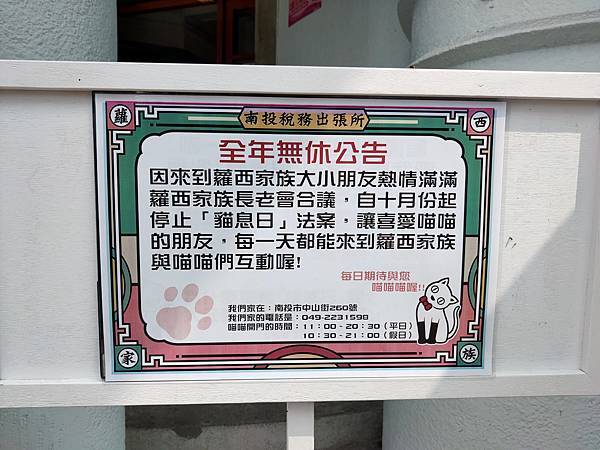 蘿
南投稅務出張所
西
全年無休公告
因來到蘿西家族大小朋友熱情滿滿
蘿西家族長老會合議，自十月份起
停止「貓息日」法案，讓喜愛喵喵
的朋友，每一天都能來到蘿西家族
與喵喵們互動喔!
每日期待與您
喵喵喵喔!!
我們家在：南投市中山街260號
我們家的電話是：049-2231598
喵喵開門的時間：11:00-20:30(平日)
10:30-21:00(假日)
家
族